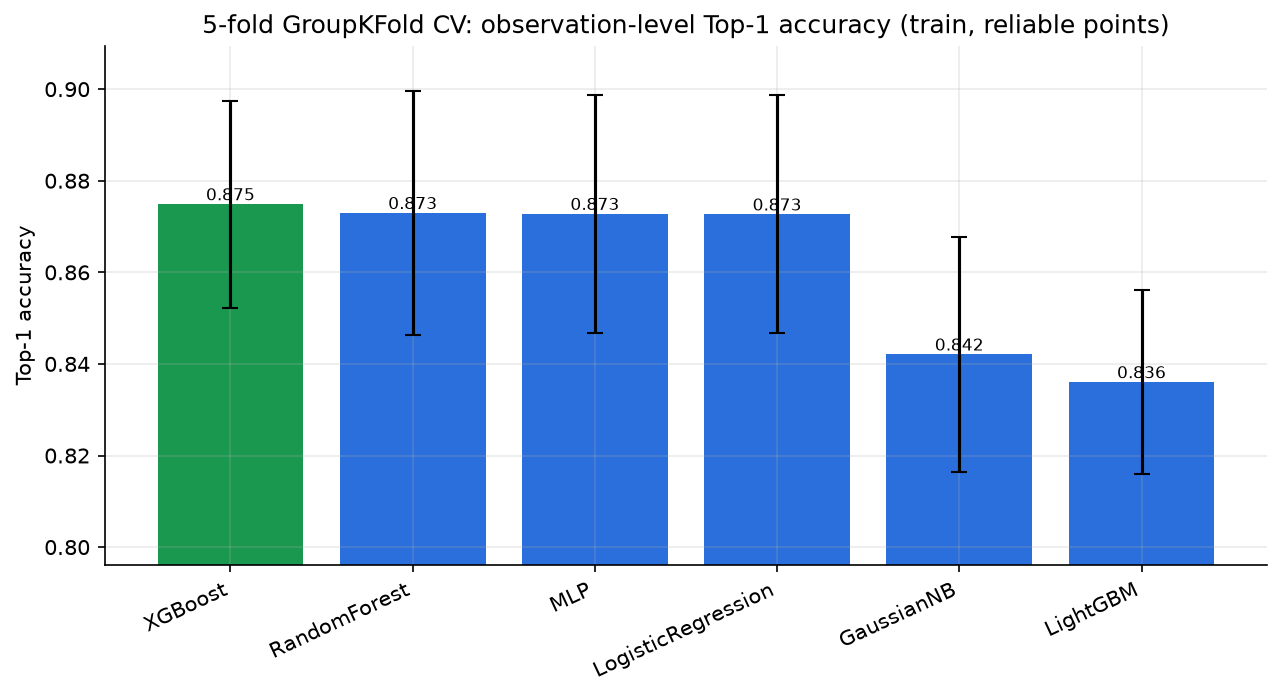 5-fold GroupKFold CV: observation-level Top-1 accuracy (train, reliable points)
Top-1 accuracy
0.90
0.88
0.86
0.84
0.82
0.80
0.875
0.873
0.873
0.873
0.842
0.836
XGBoost
RandomForest
MLP
LogisticRegression
GaussianNB
LightGBM